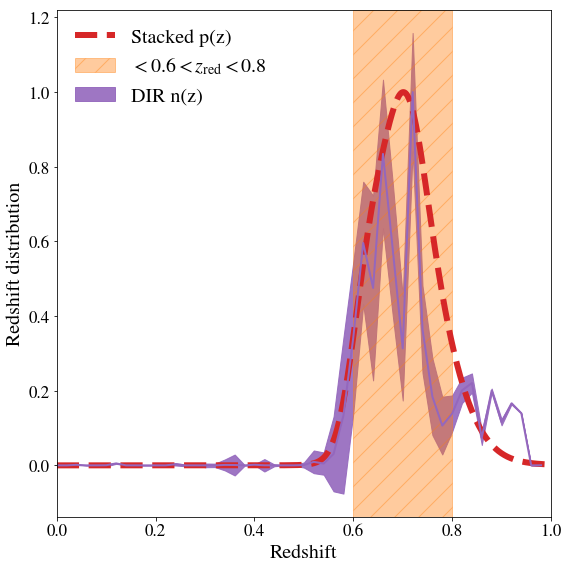 1.2
1.0
0.8
0.6
0.4
0.2
0.0
Redshift distribution
Stacked p(z)
< 0.6 < z_red < 0.8
DIR n(z)
0.0 0.2 0.4 0.6 0.8 1.0
Redshift